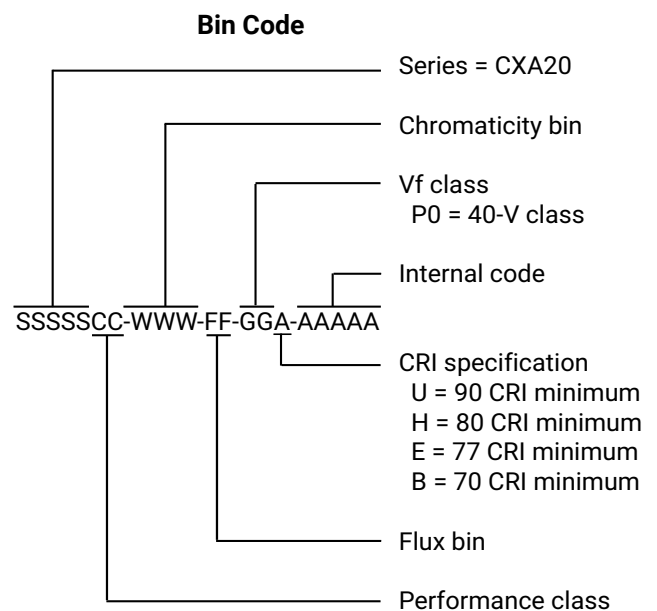 Bin Code
Series = CXA20
Chromaticity bin
Vf class
P0 = 40-V class
Internal code
SSSSSCC-WWW-FF-GGA-AAAAA
CRI specification
U = 90 CRI minimum
H = 80 CRI minimum
E = 77 CRI minimum
B = 70 CRI minimum
Flux bin
Performance class